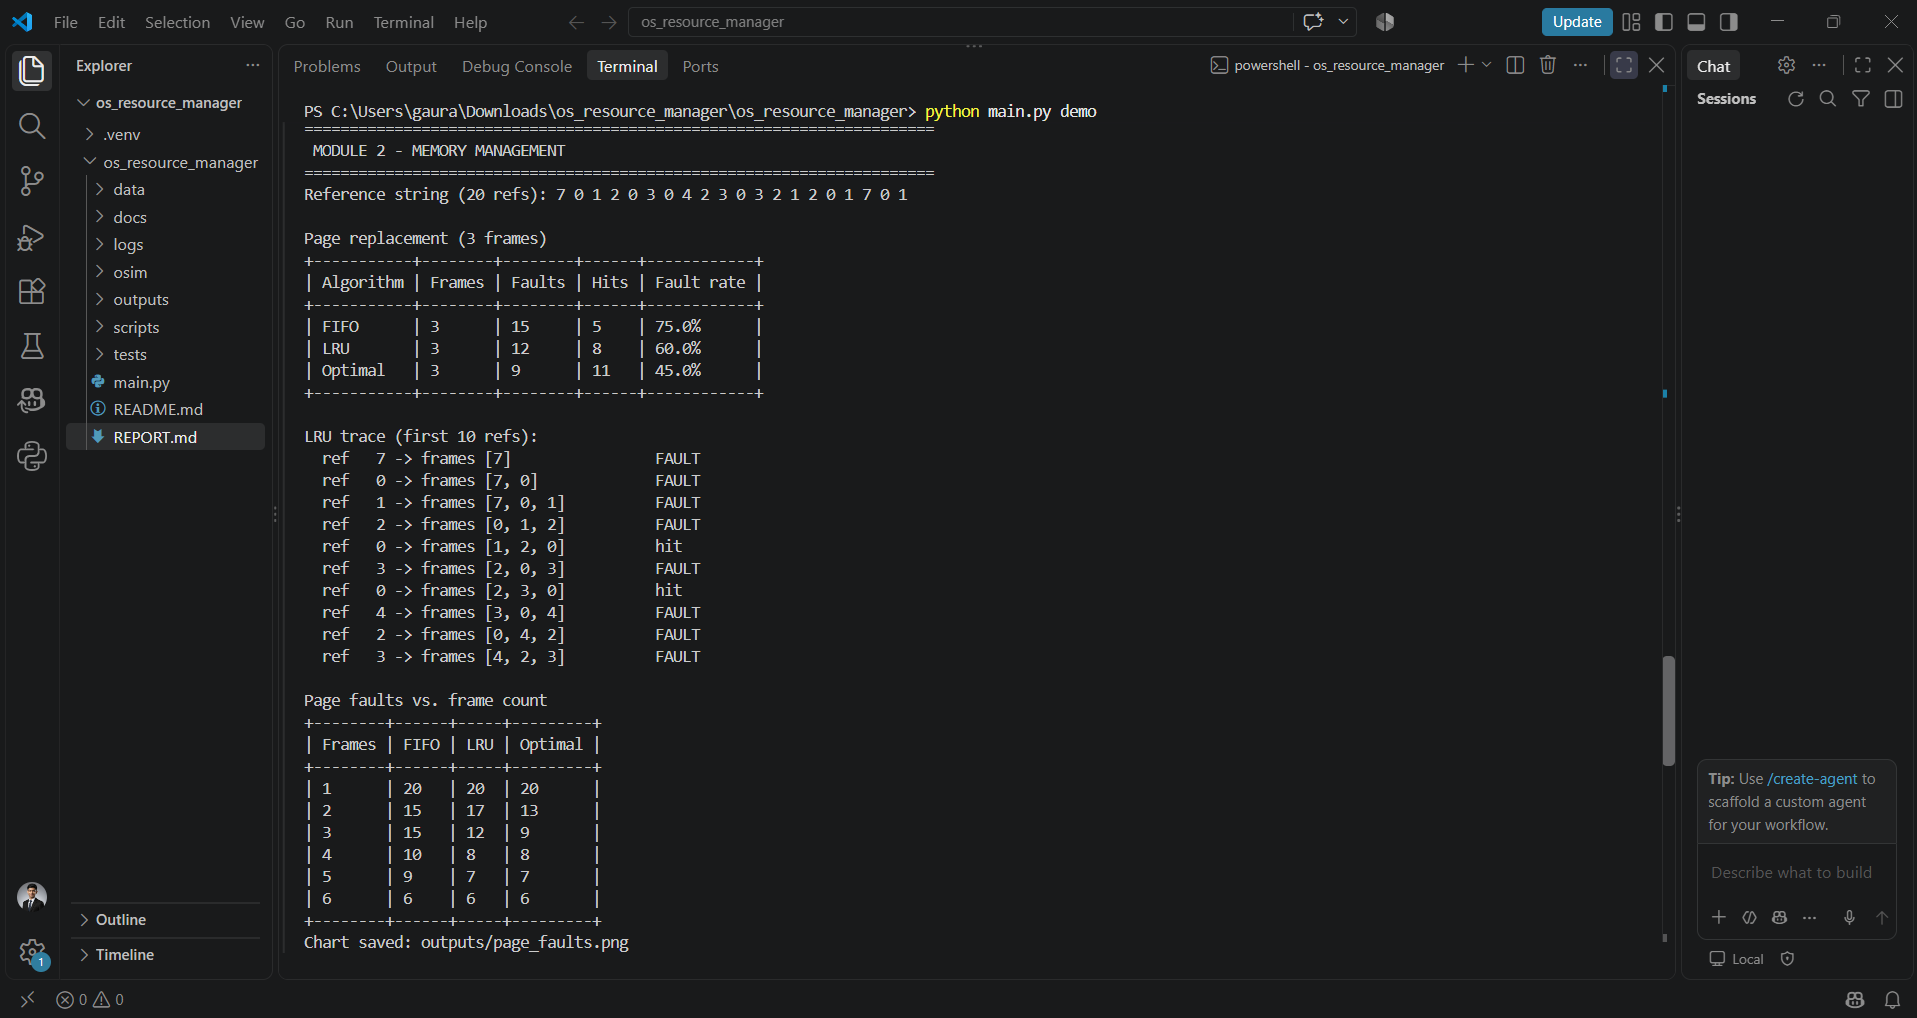 File Edit Selection View Go Run Terminal Help
os_resource_manager
Update
Explorer
os_resource_manager
.venv
os_resource_manager
data
docs
logs
osim
outputs
scripts
tests
main.py
README.md
REPORT.md
Outline
Timeline
1
0 0
Problems Output Debug Console Terminal Ports
powershell - os_resource_manager
PS C:\Users\gaura\Downloads\os_resource_manager\os_resource_manager> python main.py demo
======================================================================
MODULE 2 - MEMORY MANAGEMENT
======================================================================
Reference string (20 refs): 7 0 1 2 0 3 0 4 2 3 0 3 2 1 2 0 1 7 0 1
Page replacement (3 frames)
+-----------+--------+--------+------+------------+
| Algorithm | Frames | Faults | Hits | Fault rate |
+-----------+--------+--------+------+------------+
| FIFO      | 3      | 15     | 5    | 75.0%      |
| LRU       | 3      | 12     | 8    | 60.0%      |
| Optimal   | 3      | 9      | 11   | 45.0%      |
+-----------+--------+--------+------+------------+
LRU trace (first 10 refs):
ref   7 -> frames [7]                FAULT
ref   0 -> frames [7, 0]             FAULT
ref   1 -> frames [7, 0, 1]          FAULT
ref   2 -> frames [0, 1, 2]          FAULT
ref   0 -> frames [1, 2, 0]          hit
ref   3 -> frames [2, 0, 3]          FAULT
ref   0 -> frames [2, 3, 0]          hit
ref   4 -> frames [3, 0, 4]          FAULT
ref   2 -> frames [0, 4, 2]          FAULT
ref   3 -> frames [4, 2, 3]          FAULT
Page faults vs. frame count
+--------+------+-----+---------+
| Frames | FIFO | LRU | Optimal |
+--------+------+-----+---------+
| 1      | 20   | 20  | 20      |
| 2      | 15   | 17  | 13      |
| 3      | 15   | 12  | 9       |
| 4      | 10   | 8   | 8       |
| 5      | 9    | 7   | 7       |
| 6      | 6    | 6   | 6       |
+--------+------+-----+---------+
Chart saved: outputs/page_faults.png
Chat
Sessions
Tip: Use /create-agent to
scaffold a custom agent
for your workflow.
Describe what to build
Local